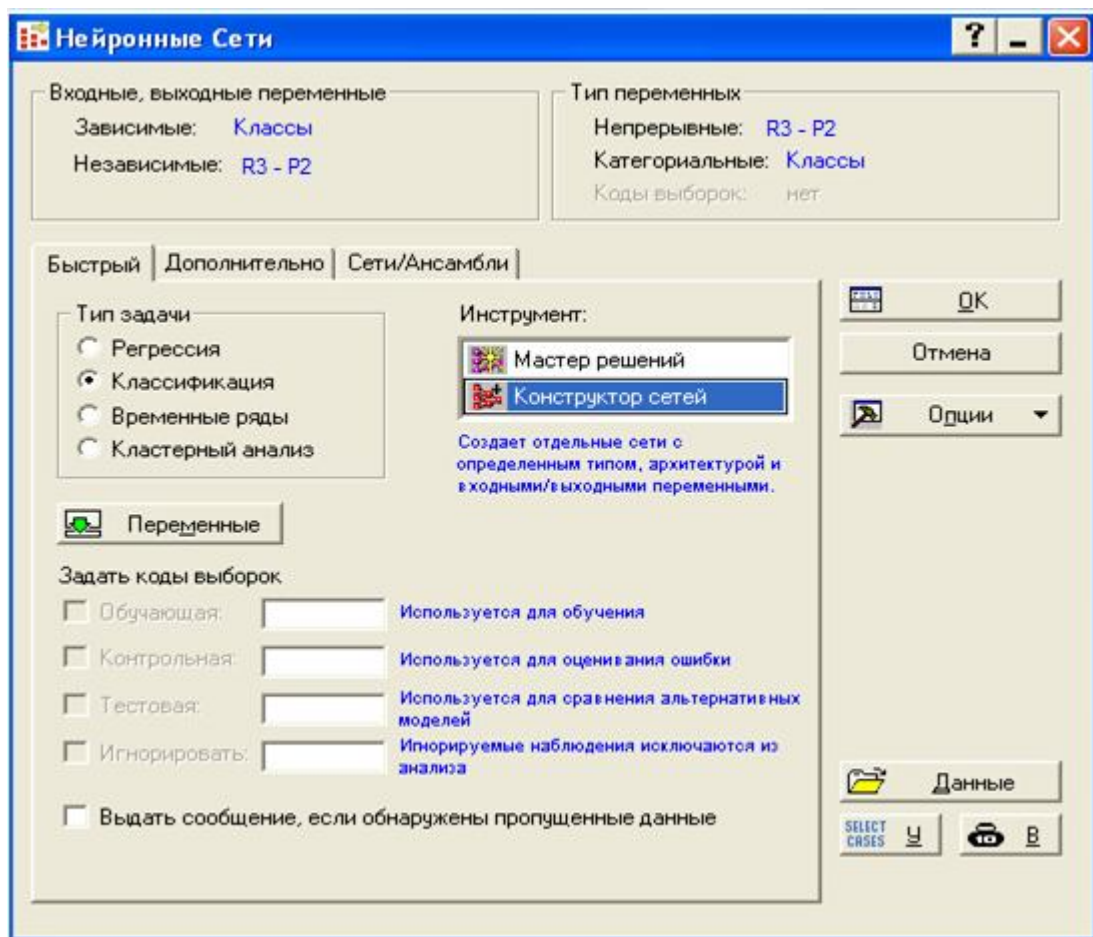 Нейронные Сети
Входные, выходные переменные
Зависимые: Классы
Независимые: R3 - P2
Тип переменных
Непрерывные: R3 - P2
Категориальные: Классы
Коды выборок: нет
Быстрый Дополнительно Сети/Ансамбли
Тип задачи
Регрессия
Классификация
Временные ряды
Кластерный анализ
Инструмент:
Мастер решений
Конструктор сетей
Создает отдельные сети с
определенным типом, архитектурой и
входными/выходными переменными.
OK
Отмена
Опции
Переменные
Задать коды выборок
Обучающая: Используется для обучения
Контрольная: Используется для оценивания ошибки
Тестовая: Используется для сравнения альтернативных
моделей
Игнорировать: Игнорируемые наблюдения исключаются из
анализа
Выдать сообщение, если обнаружены пропущенные данные
Данные
SELECT
CASES У В